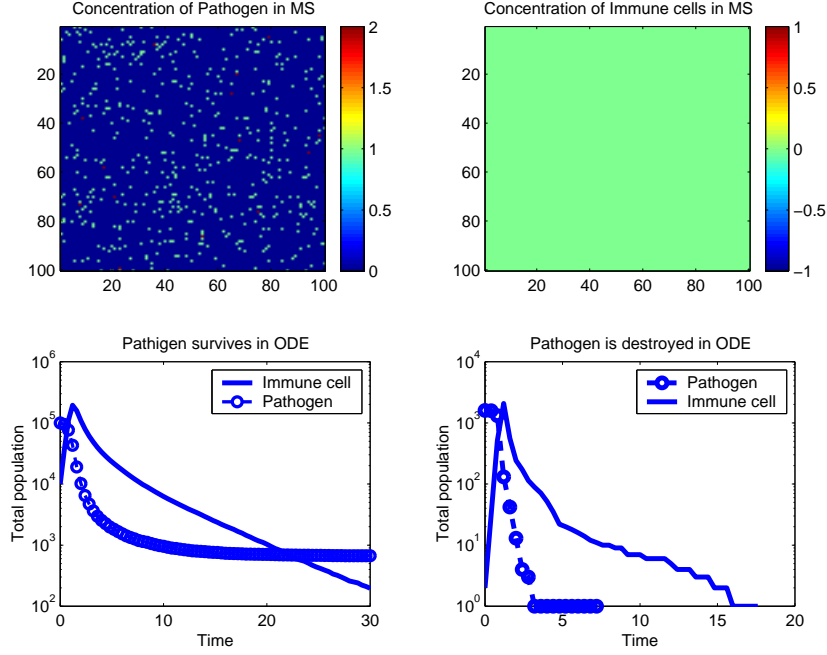 Concentration of Pathogen in MS
20
40
60
80
100
20 40 60 80 100
2
1.5
1
0.5
0
Concentration of Immune cells in MS
20
40
60
80
100
20 40 60 80 100
1
0.5
0
−0.5
−1
Pathigen survives in ODE
Total population
10^6
10^5
10^4
10^3
10^2
0 10 20 30
Time
Immune cell
Pathogen
Pathogen is destroyed in ODE
Total population
10^4
10^3
10^2
10^1
10^0
0 5 10 15 20
Time
Pathogen
Immune cell